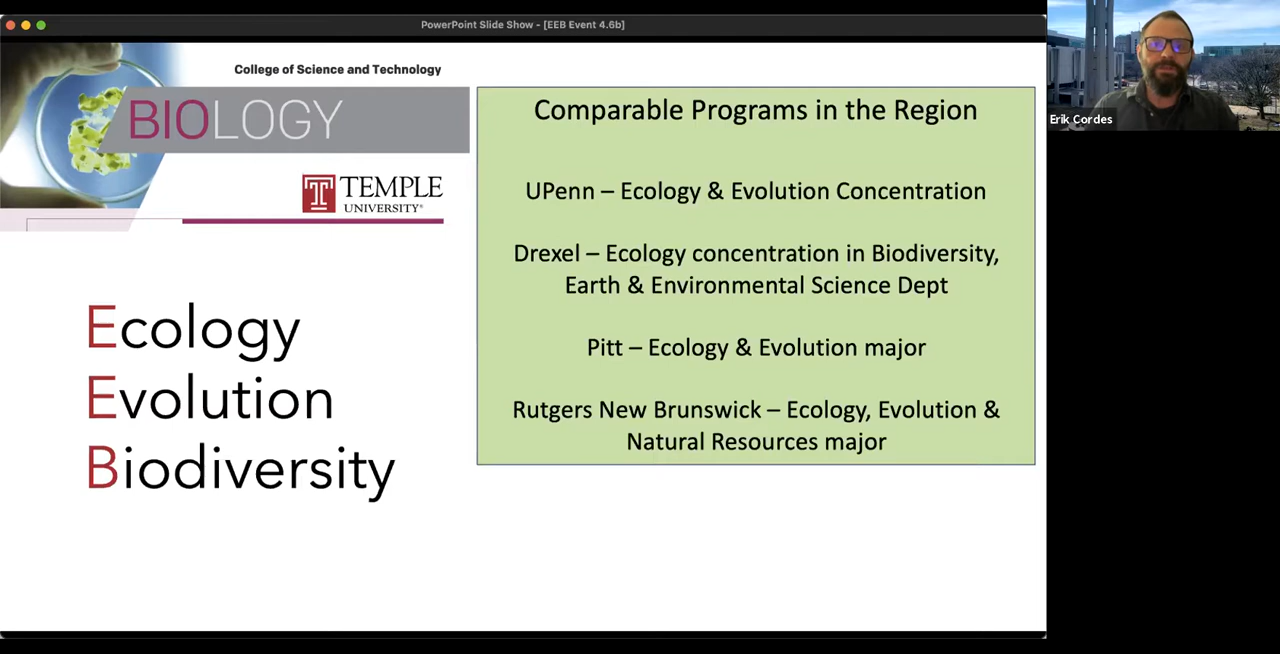 PowerPoint Slide Show - [EEB Event 4.6b]
College of Science and Technology
BIOLOGY
TEMPLE
UNIVERSITY®
Ecology
Evolution
Biodiversity
Comparable Programs in the Region
UPenn – Ecology & Evolution Concentration
Drexel – Ecology concentration in Biodiversity,
Earth & Environmental Science Dept
Pitt – Ecology & Evolution major
Rutgers New Brunswick – Ecology, Evolution &
Natural Resources major
Erik Cordes